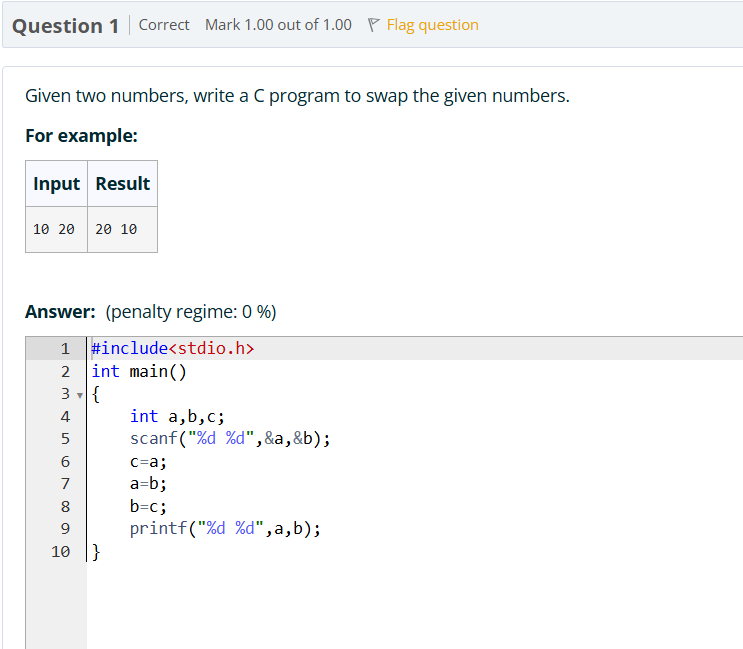 Question 1 Correct Mark 1.00 out of 1.00 Flag question
Given two numbers, write a C program to swap the given numbers.
For example:
Input Result
10 20 20 10
Answer: (penalty regime: 0 %)
1 #include<stdio.h>
2 int main()
3 {
4 int a,b,c;
5 scanf("%d %d",&a,&b);
6 c=a;
7 a=b;
8 b=c;
9 printf("%d %d",a,b);
10 }